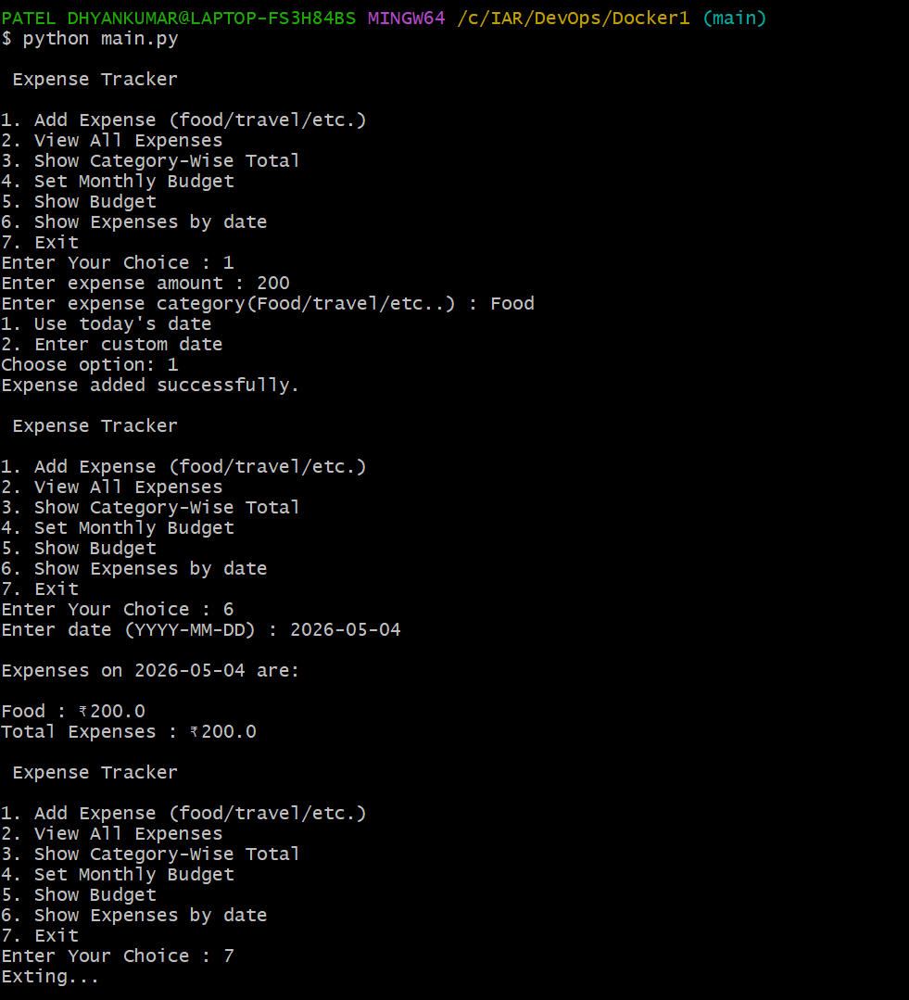 PATEL DHYANKUMAR@LAPTOP-FS3H84BS MINGW64 /c/IAR/DevOps/Docker1 (main)
$ python main.py
Expense Tracker
1. Add Expense (food/travel/etc.)
2. View All Expenses
3. Show Category-Wise Total
4. Set Monthly Budget
5. Show Budget
6. Show Expenses by date
7. Exit
Enter Your Choice : 1
Enter expense amount : 200
Enter expense category(Food/travel/etc..) : Food
1. Use today's date
2. Enter custom date
Choose option: 1
Expense added successfully.
Expense Tracker
1. Add Expense (food/travel/etc.)
2. View All Expenses
3. Show Category-Wise Total
4. Set Monthly Budget
5. Show Budget
6. Show Expenses by date
7. Exit
Enter Your Choice : 6
Enter date (YYYY-MM-DD) : 2026-05-04
Expenses on 2026-05-04 are:
Food : ₹200.0
Total Expenses : ₹200.0
Expense Tracker
1. Add Expense (food/travel/etc.)
2. View All Expenses
3. Show Category-Wise Total
4. Set Monthly Budget
5. Show Budget
6. Show Expenses by date
7. Exit
Enter Your Choice : 7
Exting...